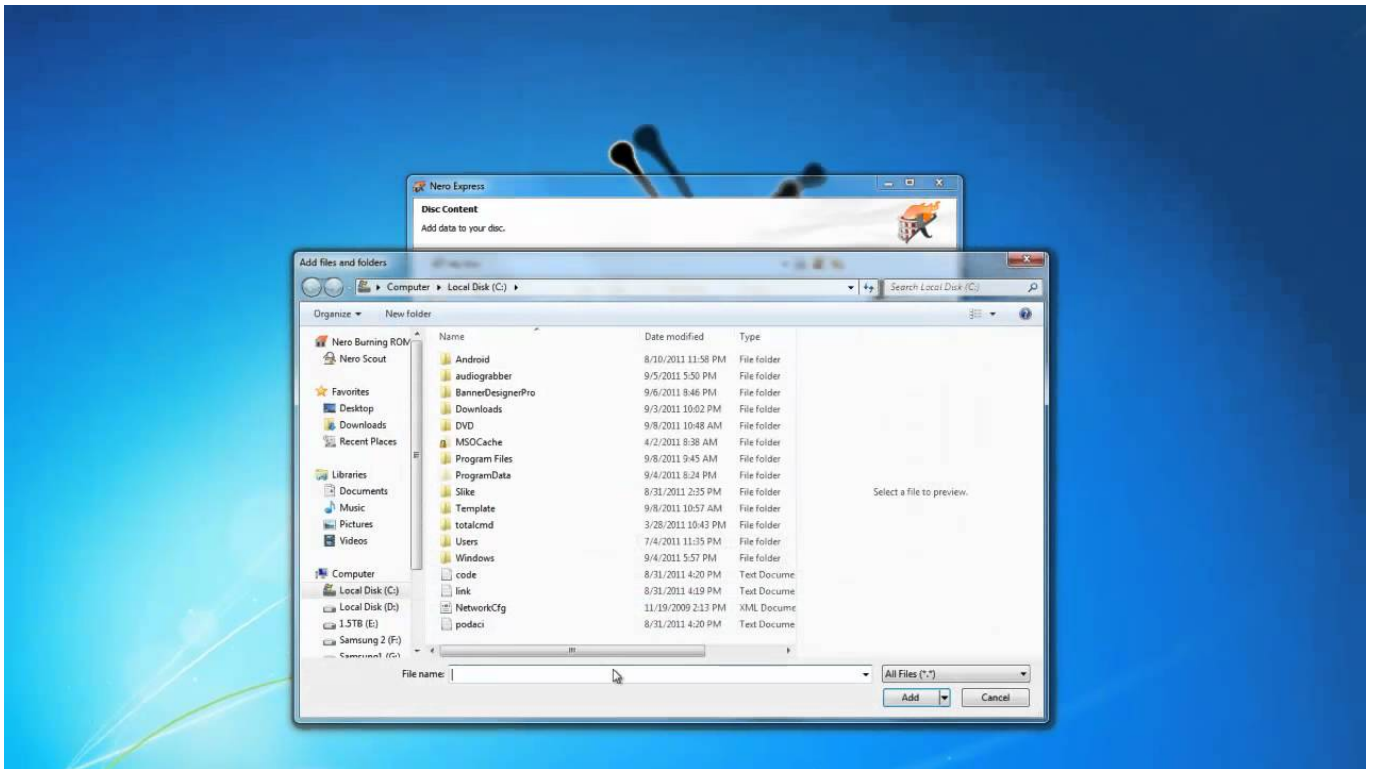 Nero Express
Disc Content
Add data to your disc.
Add files and folders
Computer Local Disk (C:)
Search Local Disk (C:)
Organize New folder
Nero Burning ROM
Nero Scout
Favorites
Desktop
Downloads
Recent Places
Libraries
Documents
Music
Pictures
Videos
Computer
Local Disk (C:)
Local Disk (D:)
1.5TB (E:)
Samsung 2 (F:)
Samsung1 (G:)
Name Date modified Type
Android 8/10/2011 11:58 PM File folder
audiograbber 9/5/2011 5:50 PM File folder
BannerDesignerPro 9/6/2011 8:46 PM File folder
Downloads 9/3/2011 10:02 PM File folder
DVD 9/8/2011 10:48 AM File folder
MSOCache 4/2/2011 8:38 AM File folder
Program Files 9/8/2011 9:45 AM File folder
ProgramData 9/4/2011 8:24 PM File folder
Slike 8/31/2011 2:35 PM File folder
Template 9/8/2011 10:57 AM File folder
totalcmd 3/28/2011 10:43 PM File folder
Users 7/4/2011 11:35 PM File folder
Windows 9/4/2011 5:57 PM File folder
code 8/31/2011 4:20 PM Text Docume
link 8/31/2011 4:19 PM Text Docume
NetworkCfg 11/19/2009 2:13 PM XML Docume
podaci 8/31/2011 4:20 PM Text Docume
Select a file to preview.
File name: All Files (*.*)
Add Cancel